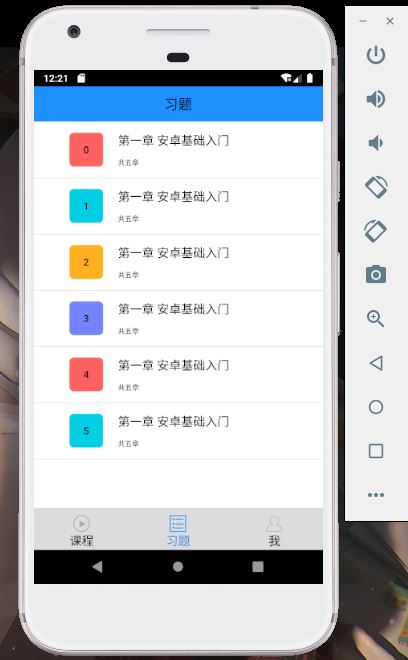 12:21
习题
0
第一章 安卓基础入门
共五章
1
第一章 安卓基础入门
共五章
2
第一章 安卓基础入门
共五章
3
第一章 安卓基础入门
共五章
4
第一章 安卓基础入门
共五章
5
第一章 安卓基础入门
共五章
课程
习题
我